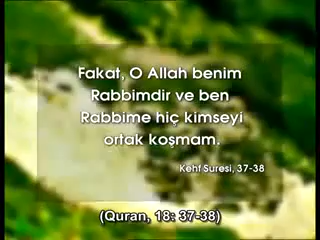 Fakat, O Allah benim
Rabbimdir ve ben
Rabbime hiç kimseyi
ortak koşmam.
Kehf Suresi, 37-38
(Quran, 18: 37-38)